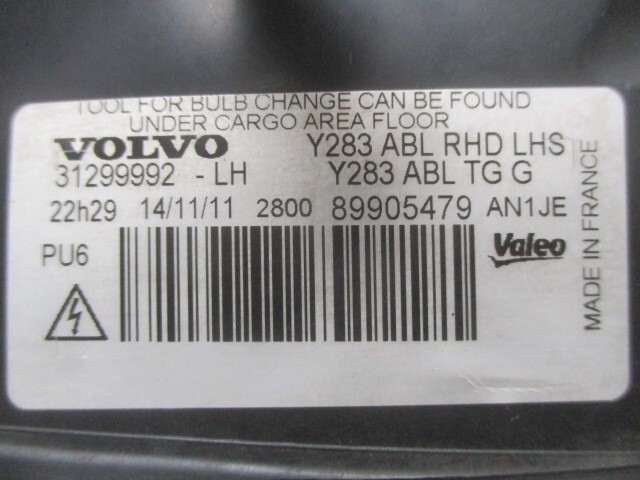 TOOL FOR BULB CHANGE CAN BE FOUND
UNDER CARGO AREA FLOOR
VOLVO Y283 ABL RHD LHS
31299992 - LH Y283 ABL TG G
22h29 14/11/11 2800 89905479 AN1JE
PU6
Valeo
MADE IN FRANCE